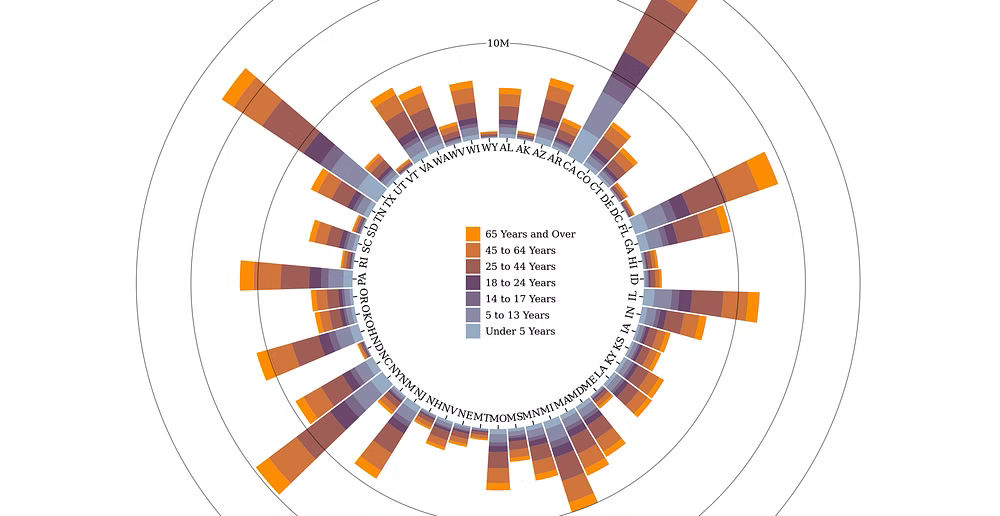 10M
AL
AK
AZ
AR
CA
CO
CT
DE
DC
FL
GA
HI
ID
IL
IN
IA
KS
KY
LA
ME
MD
MA
MI
MN
MS
MO
MT
NE
NV
NH
NJ
NM
NY
NC
ND
OH
OK
OR
PA
RI
SC
SD
TN
TX
UT
VT
VA
WA
WV
WI
WY
65 Years and Over
45 to 64 Years
25 to 44 Years
18 to 24 Years
14 to 17 Years
5 to 13 Years
Under 5 Years